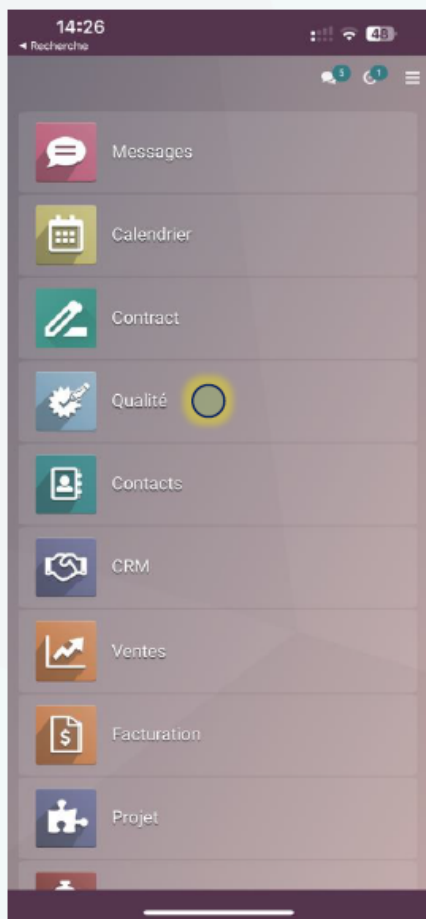 14:26
48
◄ Recherche
5
1
Messages
Calendrier
Contract
Qualité
Contacts
CRM
Ventes
$
Facturation
Projet